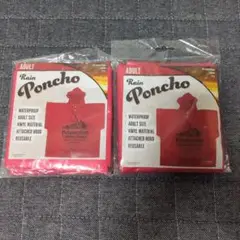 ADULT
Rain
Poncho
WATERPROOF
ADULT SIZE
VINYL MATERIAL
ATTACHED HOOD
REUSABLE
ADULT
Rain
Poncho
WATERPROOF
ADULT SIZE
VINYL MATERIAL
ATTACHED HOOD
REUSABLE